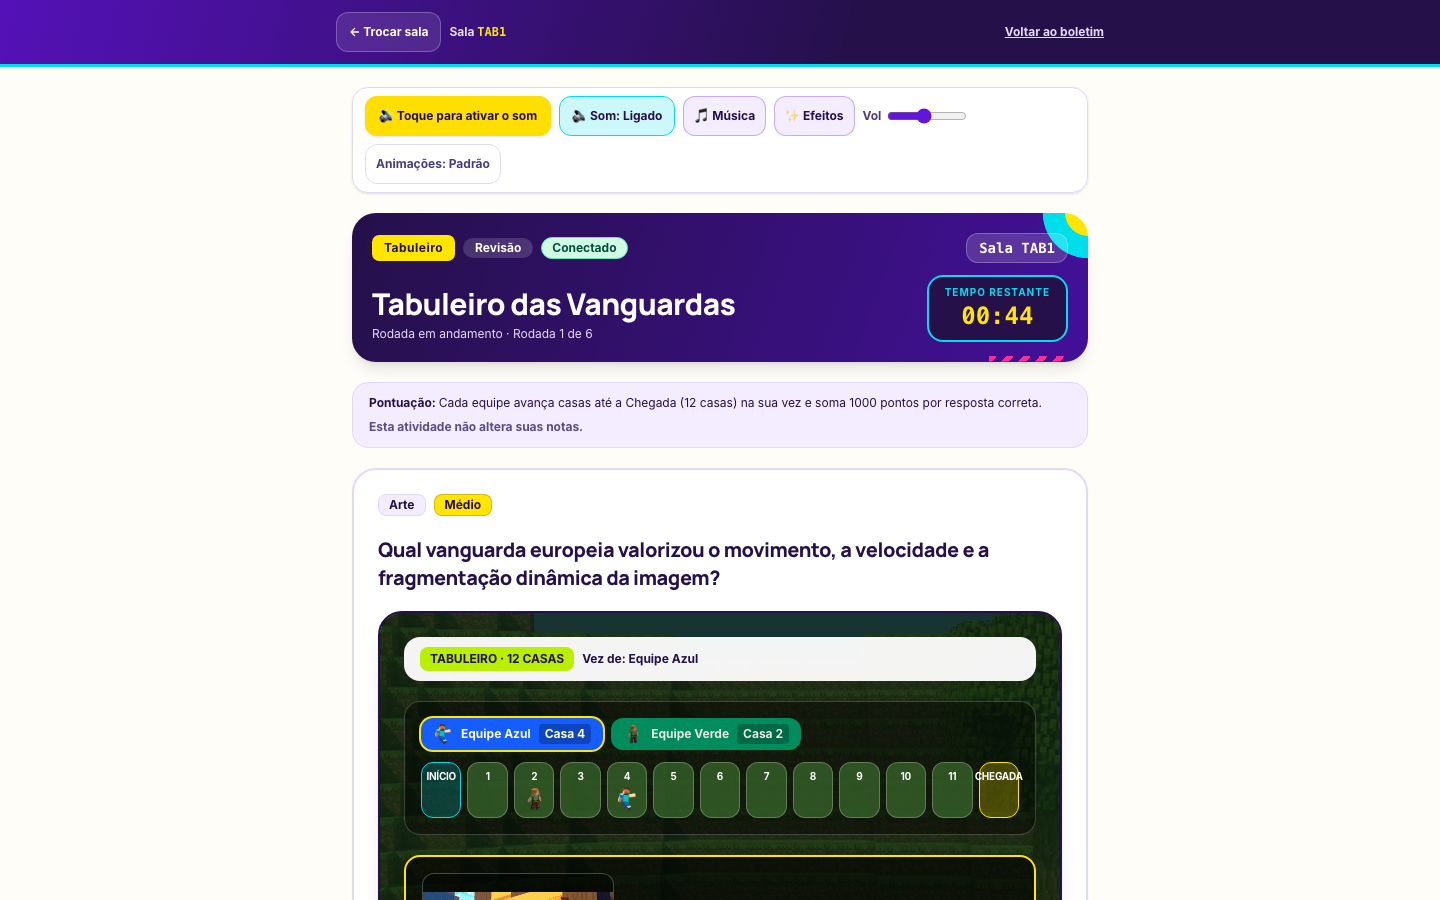 ← Trocar sala Sala TAB1 Voltar ao boletim
🔈 Toque para ativar o som 🔈 Som: Ligado 🎵 Música ✨ Efeitos Vol
Animações: Padrão
Tabuleiro Revisão Conectado Sala TAB1
TEMPO RESTANTE
00:44
Tabuleiro das Vanguardas
Rodada em andamento · Rodada 1 de 6
Pontuação: Cada equipe avança casas até a Chegada (12 casas) na sua vez e soma 1000 pontos por resposta correta.
Esta atividade não altera suas notas.
Arte Médio
Qual vanguarda europeia valorizou o movimento, a velocidade e a
fragmentação dinâmica da imagem?
TABULEIRO · 12 CASAS Vez de: Equipe Azul
Equipe Azul Casa 4 Equipe Verde Casa 2
INÍCIO 1 2 3 4 5 6 7 8 9 10 11 CHEGADA